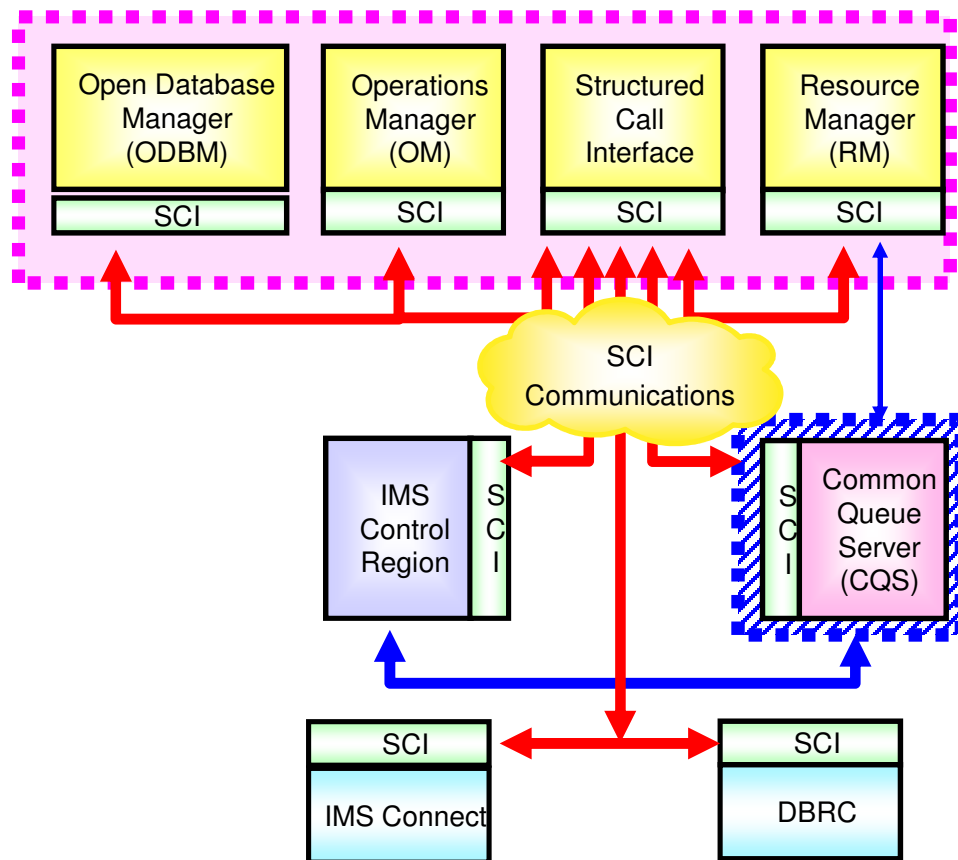 Open Database
Manager
(ODBM)
SCI
Operations
Manager
(OM)
SCI
Structured
Call
Interface
SCI
Resource
Manager
(RM)
SCI
SCI
Communications
IMS
Control
Region
S
C
I
S
C
I
Common
Queue
Server
(CQS)
SCI
IMS Connect
SCI
DBRC